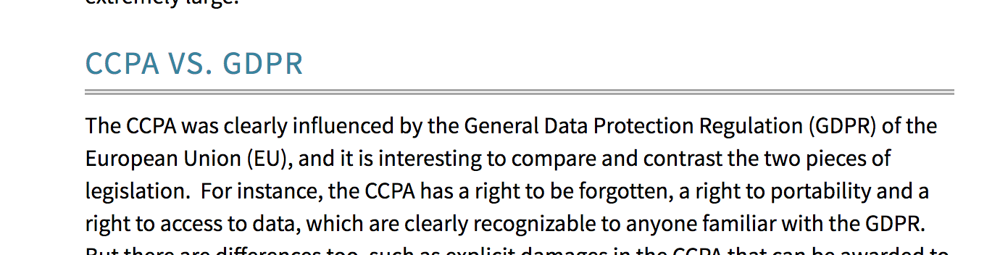 extremely large.
CCPA VS. GDPR
The CCPA was clearly influenced by the General Data Protection Regulation (GDPR) of the
European Union (EU), and it is interesting to compare and contrast the two pieces of
legislation.  For instance, the CCPA has a right to be forgotten, a right to portability and a
right to access to data, which are clearly recognizable to anyone familiar with the GDPR.
But there are differences too, such as explicit damages in the CCPA that can be awarded to